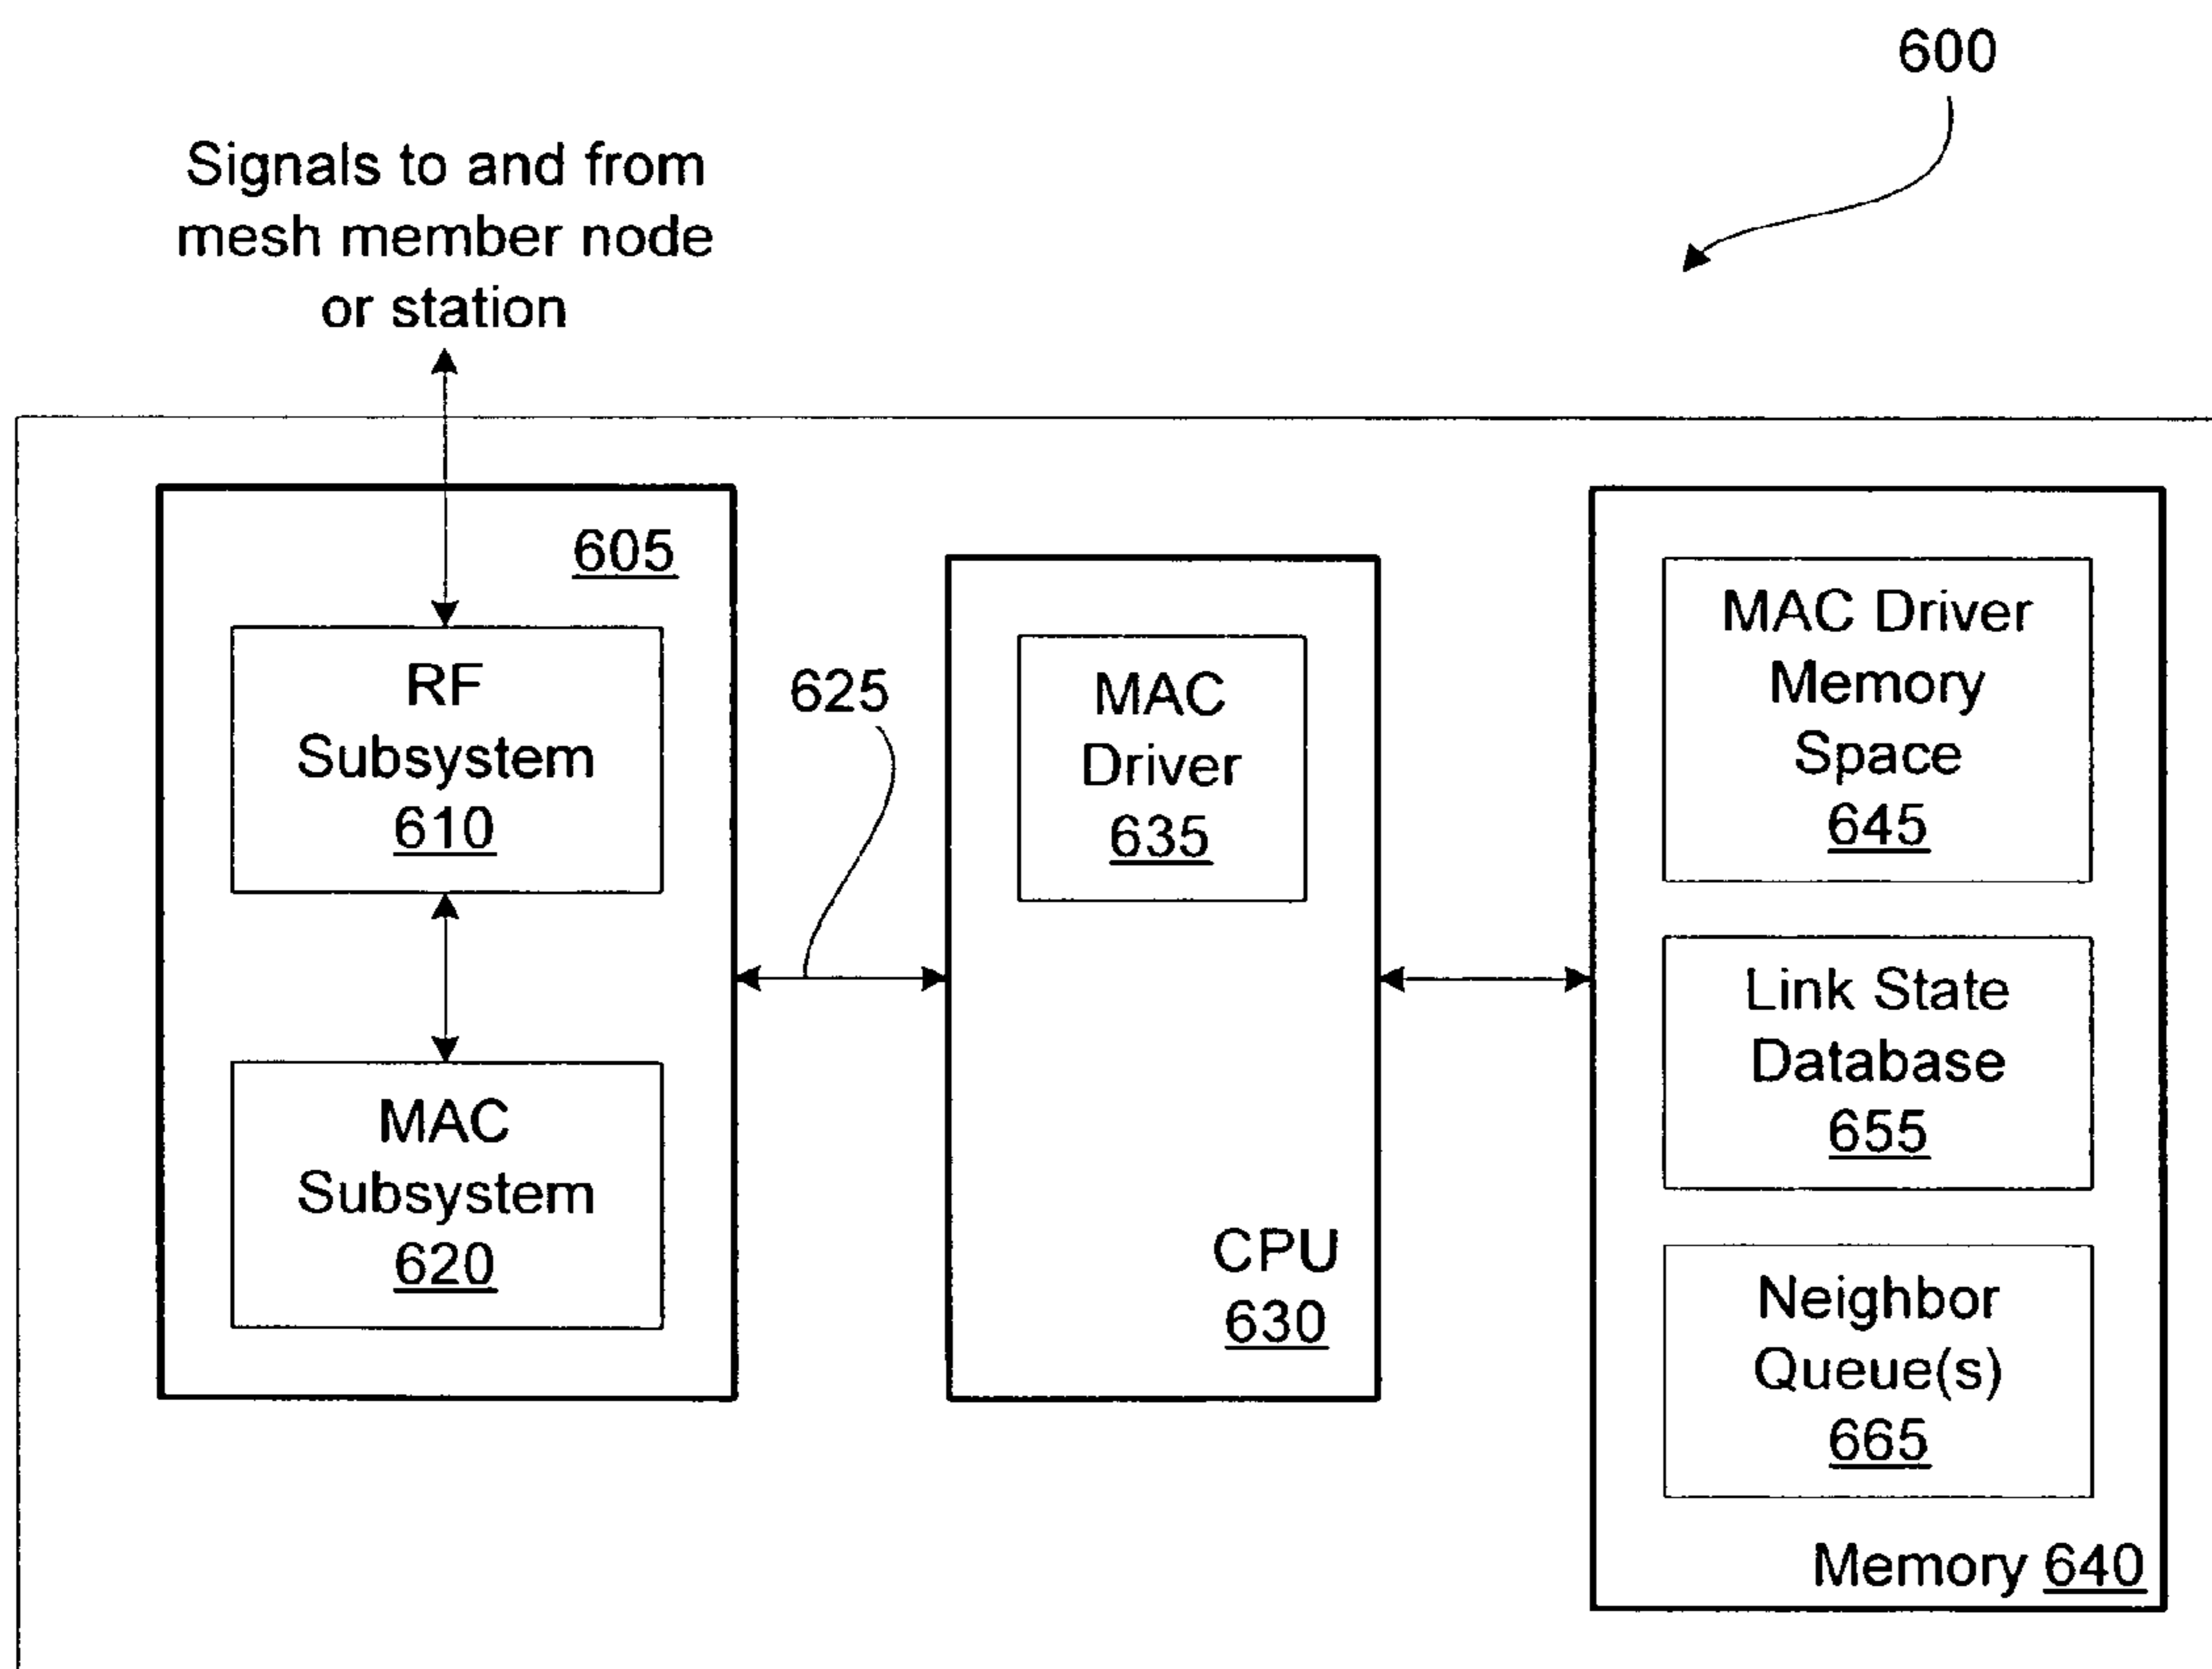 600
Signals to and from
mesh member node
or station
605
RF
Subsystem
610
MAC
Subsystem
620
625
MAC
Driver
635
CPU
630
MAC Driver
Memory
Space
645
Link State
Database
655
Neighbor
Queue(s)
665
Memory 640